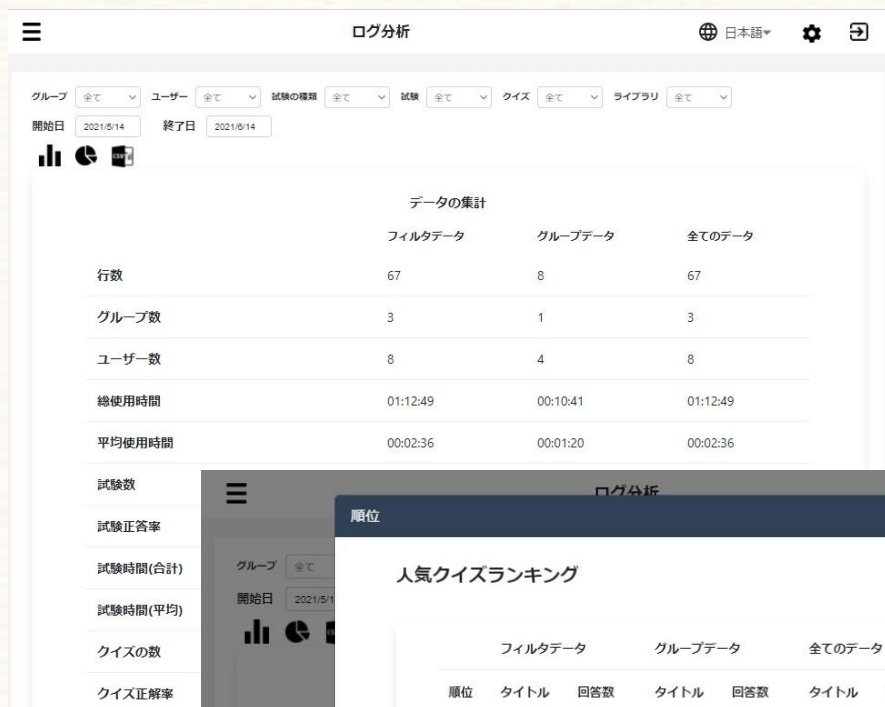 ログ分析
日本語
グループ 全て ユーザー 全て 試験の種類 全て 試験 全て クイズ 全て ライブラリ 全て
開始日 2021/5/14 終了日 2021/6/14
CSV
データの集計
フィルタデータ グループデータ 全てのデータ
行数 67 8 67
グループ数 3 1 3
ユーザー数 8 4 8
総使用時間 01:12:49 00:10:41 01:12:49
平均使用時間 00:02:36 00:01:20 00:02:36
試験数
試験正答率
試験時間(合計)
試験時間(平均)
クイズの数
クイズ正解率
ログ分析
順位
グループ 全て
開始日 2021/5/1
人気クイズランキング
フィルタデータ グループデータ 全てのデータ
順位 タイトル 回答数 タイトル 回答数 タイトル